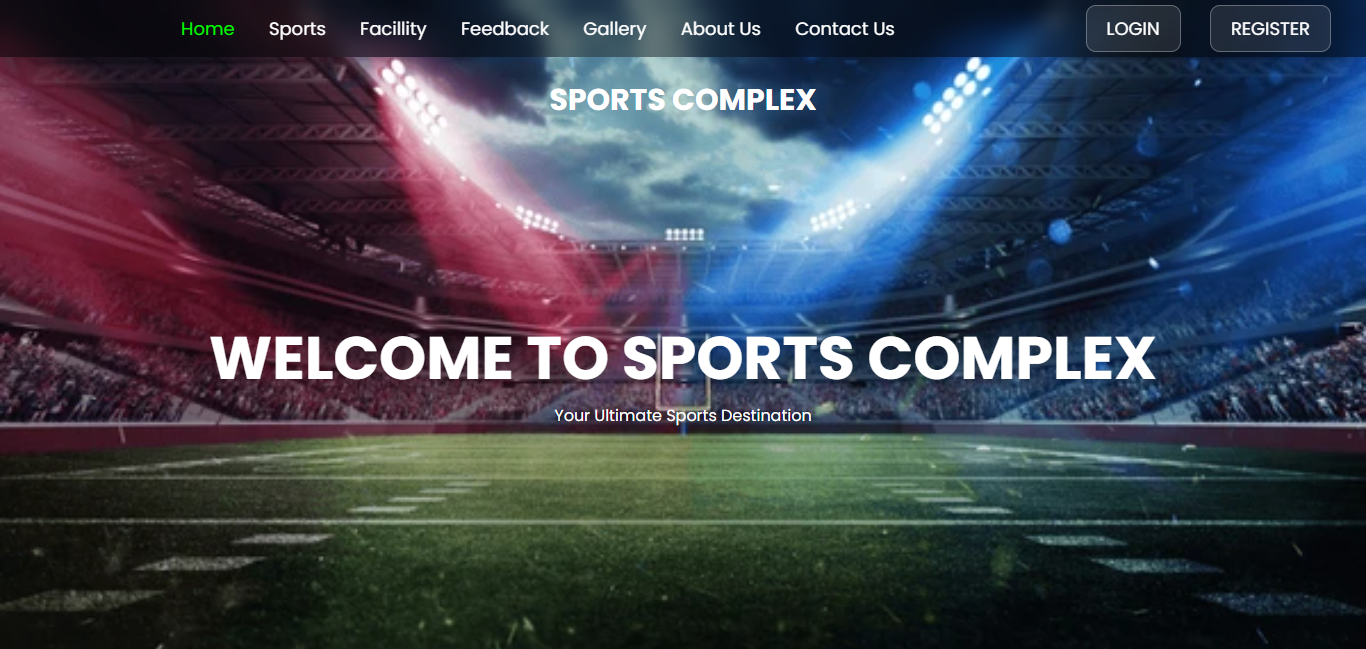 Home Sports Facillity Feedback Gallery About Us Contact Us LOGIN REGISTER
SPORTS COMPLEX
WELCOME TO SPORTS COMPLEX
Your Ultimate Sports Destination